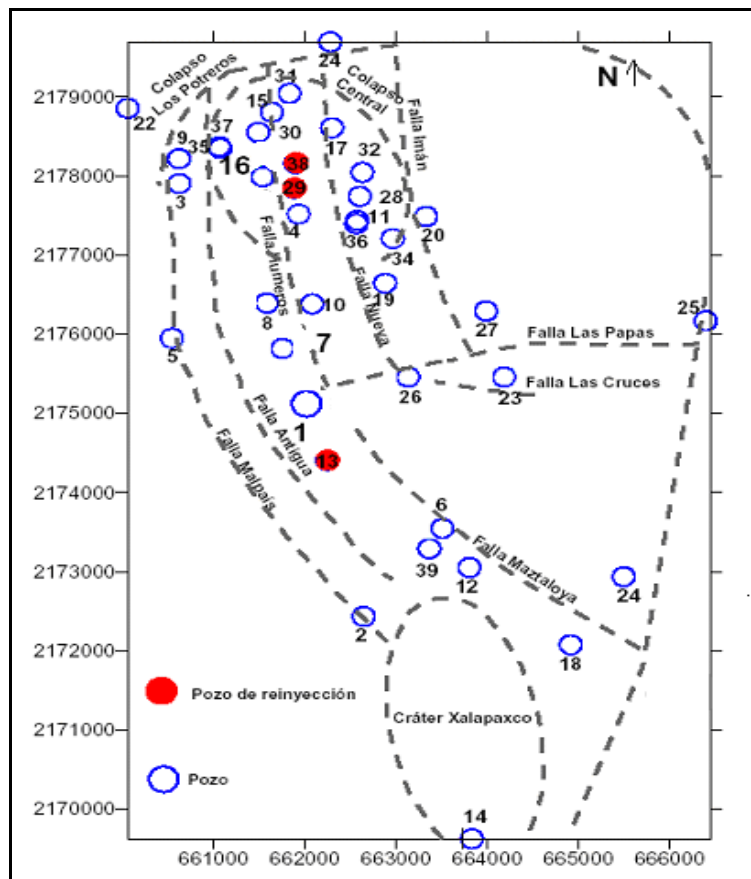 24
Colapso
Los Potreros
31
Colapso
Central
N
2179000
15
22
37
30
17
Falla Imán
9
35
16
38
32
2178000
3
29
28
4
11
20
36
34
2177000
Falla Humeros
19
Falla Nueva
8
10
27
25
2176000
5
7
Falla Las Papas
26
23
Falla Las Cruces
2175000
1
Falla Antigua
Falla Malpaís
13
2174000
6
Falla Maztaloya
2173000
39
12
24
2172000
2
18
Pozo de reinyección
2171000
Cráter Xalapaxco
Pozo
2170000
14
661000 662000 663000 664000 665000 666000